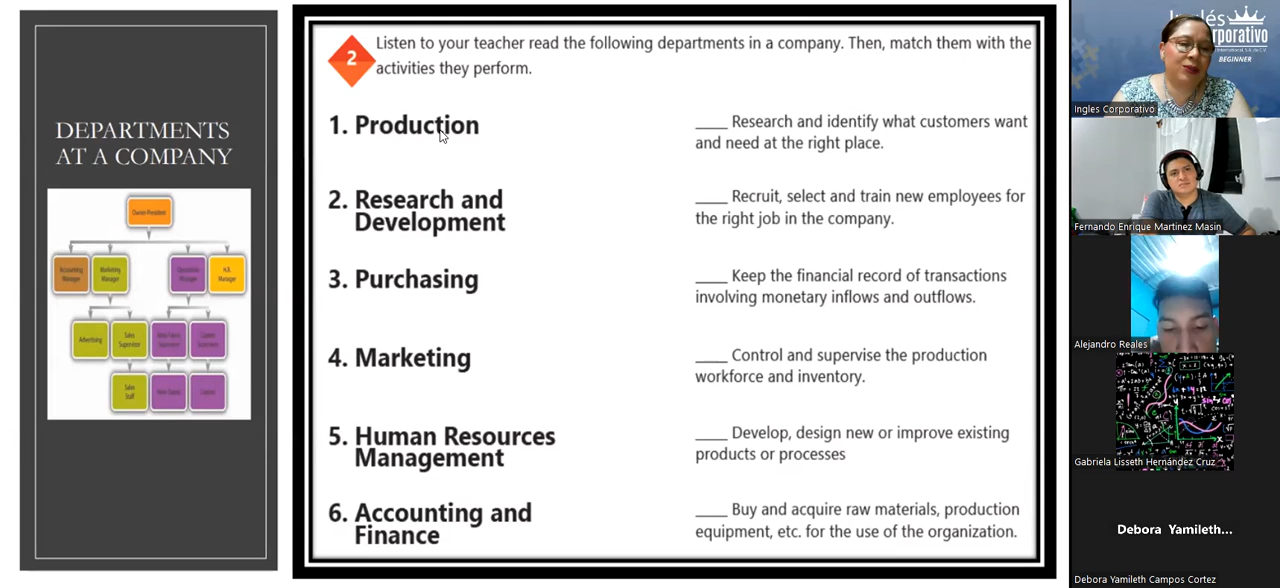 DEPARTMENTS
AT A COMPANY
Owner-President
Accounting
Manager
Marketing
Manager
Manager
H.R.
Manager
Advertising
Sales
Supervisor
Sales
Staff
2
Listen to your teacher read the following departments in a company. Then, match them with the
activities they perform.
1. Production
____ Research and identify what customers want
and need at the right place.
2. Research and
Development
____ Recruit, select and train new employees for
the right job in the company.
3. Purchasing
____ Keep the financial record of transactions
involving monetary inflows and outflows.
4. Marketing
____ Control and supervise the production
workforce and inventory.
5. Human Resources
Management
____ Develop, design new or improve existing
products or processes
6. Accounting and
Finance
____ Buy and acquire raw materials, production
equipment, etc. for the use of the organization.
BEGINNER
Ingles Corporativo
Fernando Enrique Martinez Masin
Alejandro Reales
Gabriela Lisseth Hernández Cruz
Debora Yamileth...
Debora Yamileth Campos Cortez